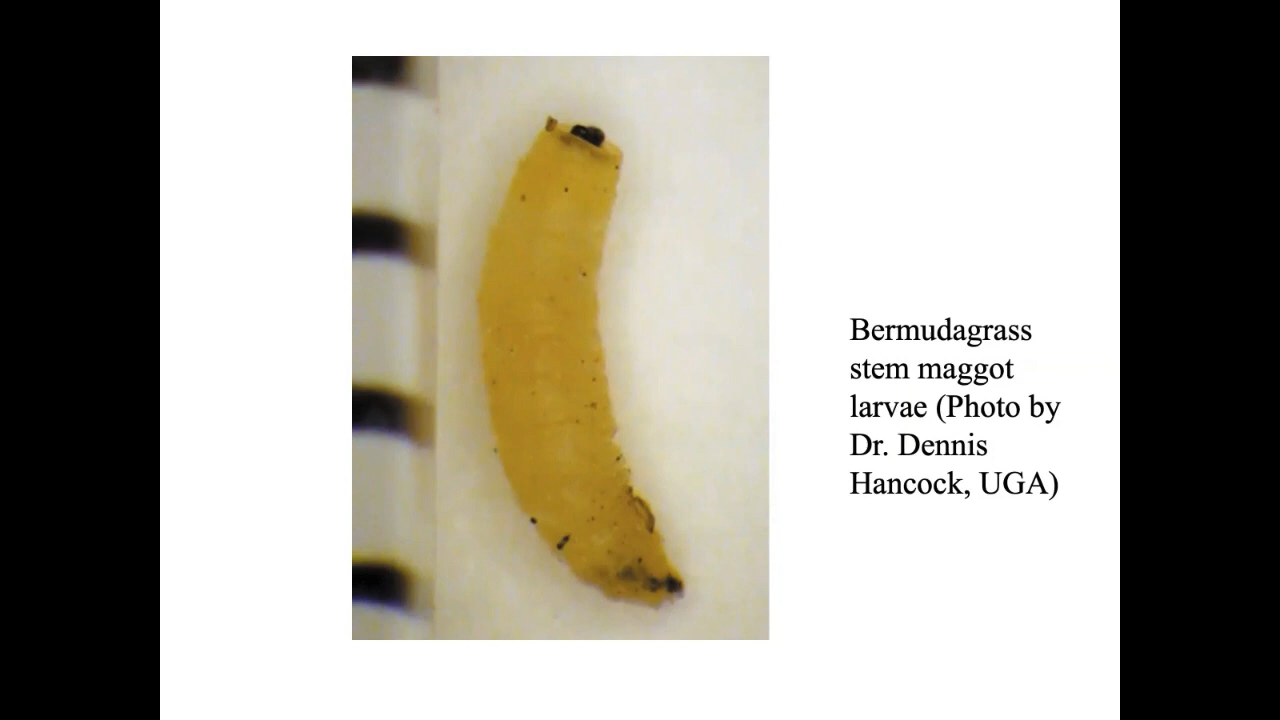 Bermudagrass
stem maggot
larvae (Photo by
Dr. Dennis
Hancock, UGA)